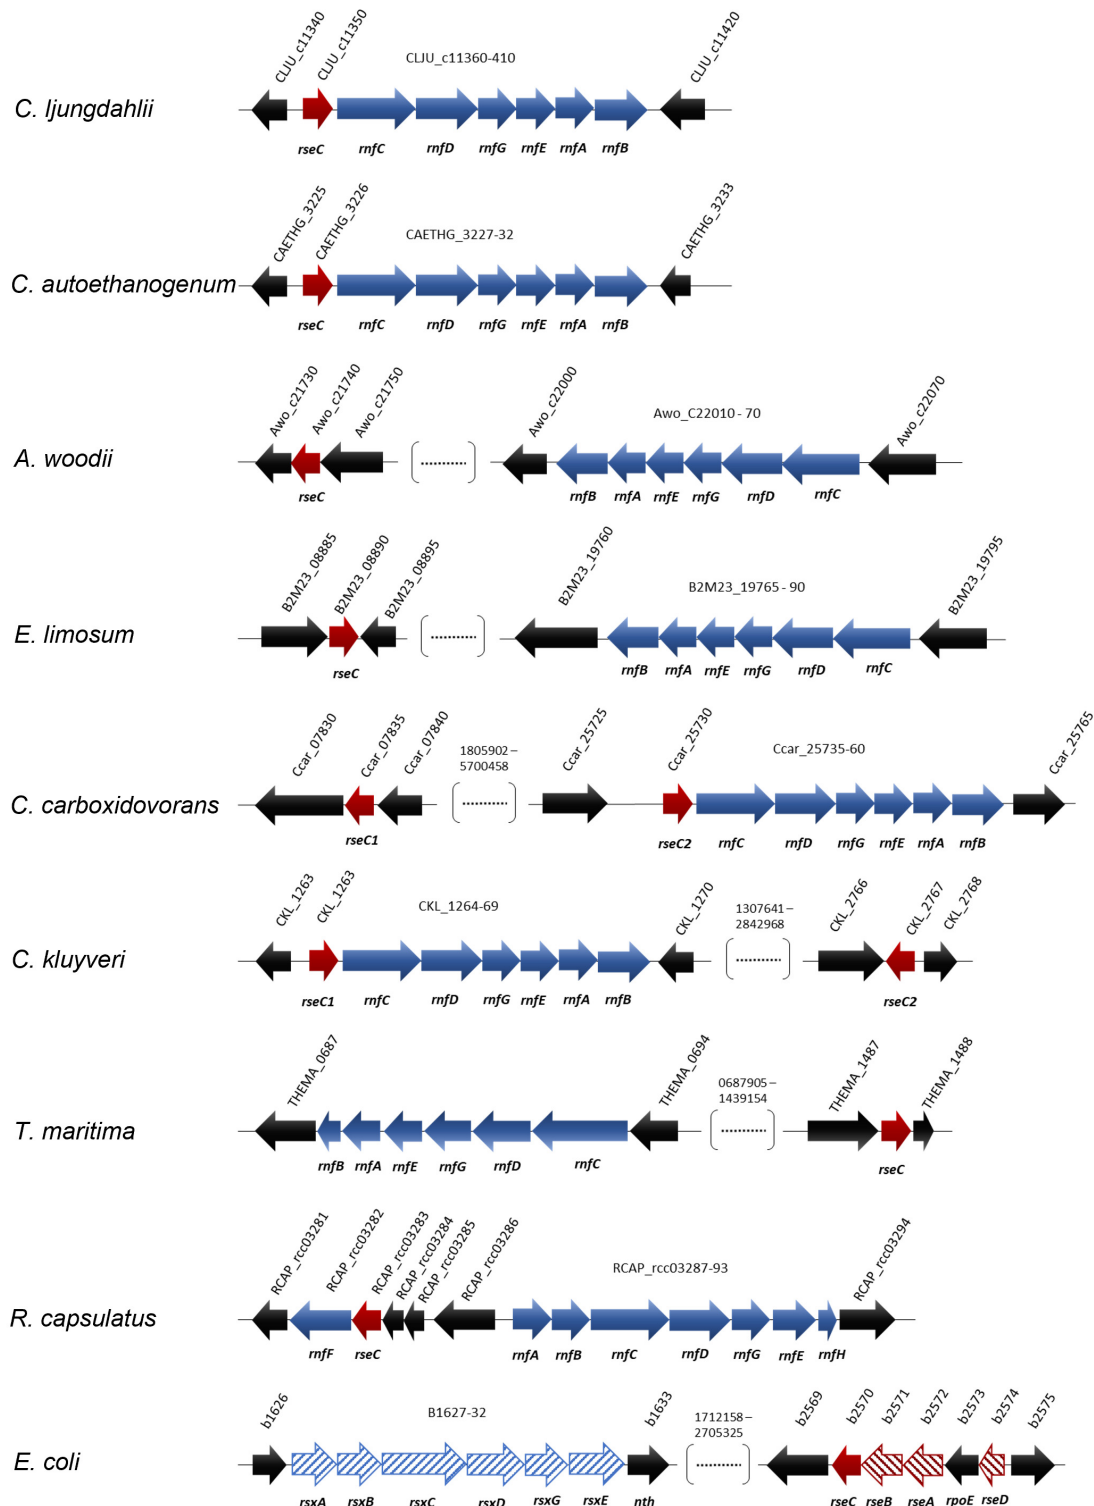 CLJU_c11340
CLJU_c11350
CLJU_c11360-410
CLJU_c11420
C. ljungdahlii
rseC rnfC rnfD rnfG rnfE rnfA rnfB
CAETHG_3225
CAETHG_3226
CAETHG_3227-32
CAETHG_3233
C. autoethanogenum
rseC rnfC rnfD rnfG rnfE rnfA rnfB
Awo_c21730
Awo_c21740
Awo_c21750
Awo_c22000
Awo_C22010 - 70
Awo_c22070
A. woodii
rseC rnfB rnfA rnfE rnfG rnfD rnfC
B2M23_08885
B2M23_08890
B2M23_08895
B2M23_19760
B2M23_19765 - 90
B2M23_19795
E. limosum
rseC rnfB rnfA rnfE rnfG rnfD rnfC
Ccar_07830
Ccar_07835
Ccar_07840
1805902 –
5700458
Ccar_25725
Ccar_25730
Ccar_25735-60
Ccar_25765
C. carboxidovorans
rseC1 rseC2 rnfC rnfD rnfG rnfE rnfA rnfB
CKL_1263
CKL_1263
CKL_1264-69
CKL_1270
1307641 –
2842968
CKL_2766
CKL_2767
CKL_2768
C. kluyveri
rseC1 rnfC rnfD rnfG rnfE rnfA rnfB rseC2
THEMA_0687
THEMA_0694
0687905 –
1439154
THEMA_1487
THEMA_1488
T. maritima
rnfB rnfA rnfE rnfG rnfD rnfC rseC
RCAP_rcc03281
RCAP_rcc03282
RCAP_rcc03283
RCAP_rcc03284
RCAP_rcc03285
RCAP_rcc03286
RCAP_rcc03287-93
RCAP_rcc03294
R. capsulatus
rnfF rseC rnfA rnfB rnfC rnfD rnfG rnfE rnfH
b1626
B1627-32
b1633
1712158 –
2705325
b2569
b2570
b2571
b2572
b2573
b2574
b2575
E. coli
rsxA rsxB rsxC rsxD rsxG rsxE nth rseC rseB rseA rpoE rseD